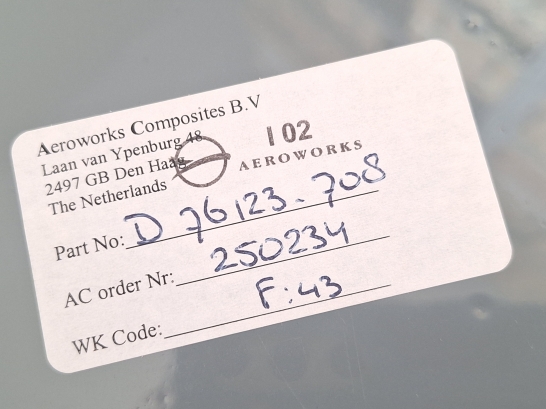 Aeroworks Composites B.V
Laan van Ypenburg 48
2497 GB Den Haag
The Netherlands
I 02
AEROWORKS
Part No: D 76123-708
AC order Nr: 250234
WK Code: F:43